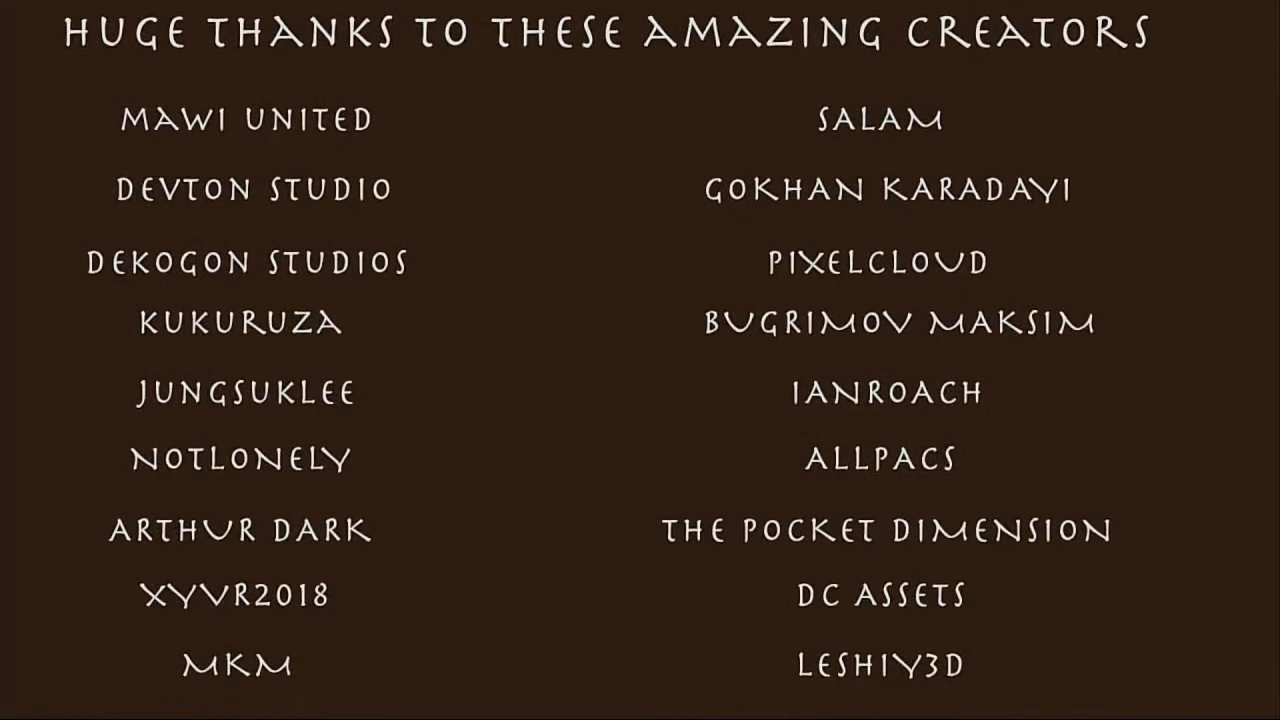 HUGE THANKS TO THESE AMAZING CREATORS
MAWI UNITED
SALAM
DEVTON STUDIO
GOKHAN KARADAYI
DEKOGON STUDIOS
PIXELCLOUD
KUKURUZA
BUGRIMOV MAKSIM
JUNGSUKLEE
IANROACH
NOTLONELY
ALLPACS
ARTHUR DARK
THE POCKET DIMENSION
XYVR2018
DC ASSETS
MKM
LESHIY3D